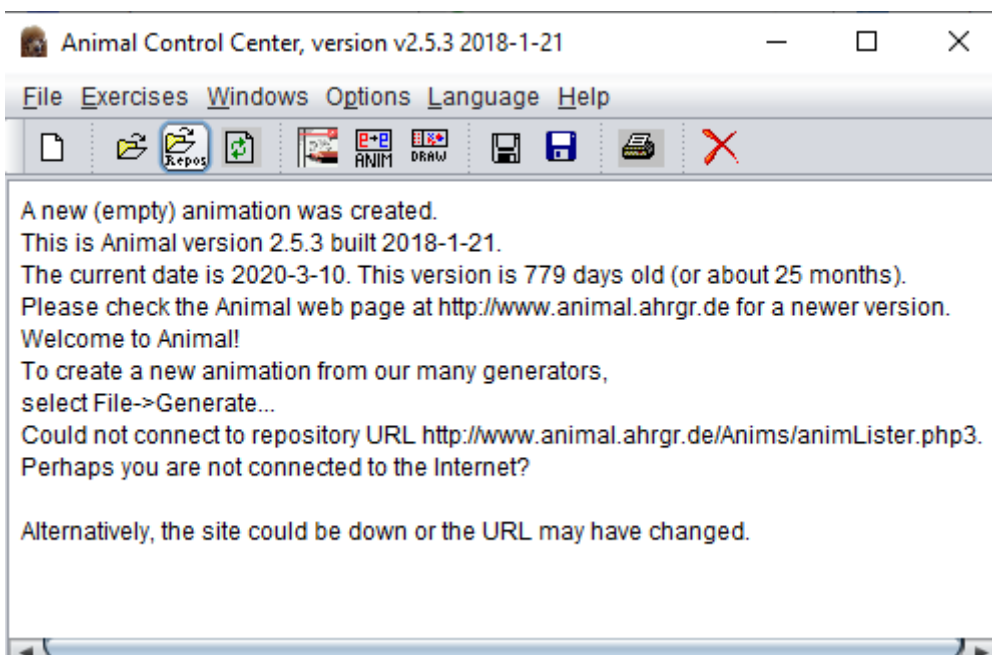 Animal Control Center, version v2.5.3 2018-1-21
File Exercises Windows Options Language Help
Repos ANIM DRAW
A new (empty) animation was created.
This is Animal version 2.5.3 built 2018-1-21.
The current date is 2020-3-10. This version is 779 days old (or about 25 months).
Please check the Animal web page at http://www.animal.ahrgr.de for a newer version.
Welcome to Animal!
To create a new animation from our many generators,
select File->Generate...
Could not connect to repository URL http://www.animal.ahrgr.de/Anims/animLister.php3.
Perhaps you are not connected to the Internet?
Alternatively, the site could be down or the URL may have changed.